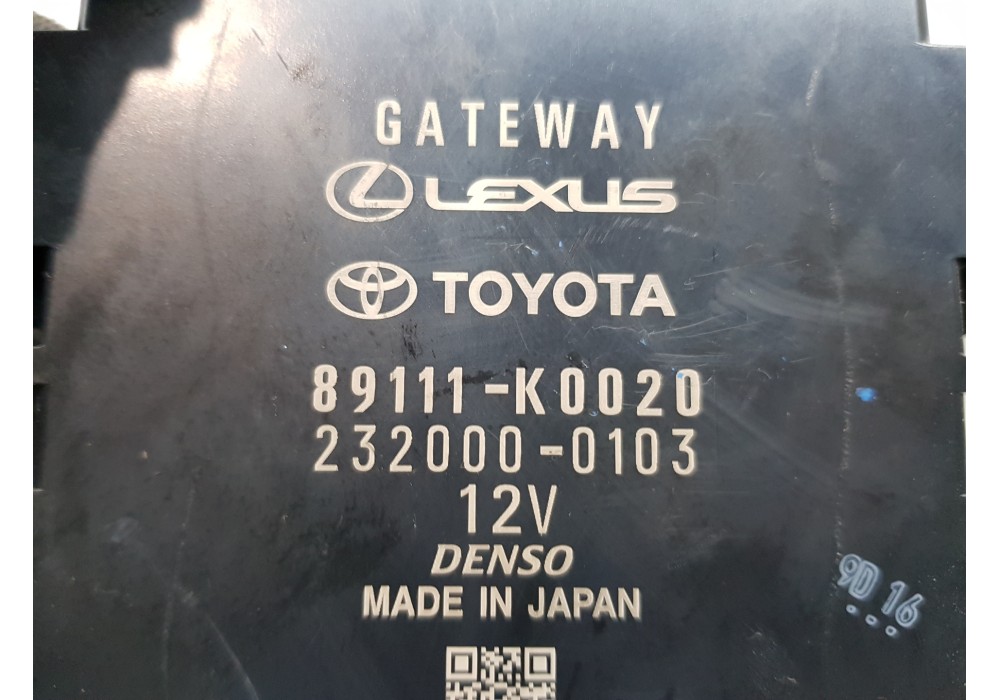 GATEWAY
LEXUS
TOYOTA
89111-K0020
232000-0103
12V
DENSO
MADE IN JAPAN
9D 16